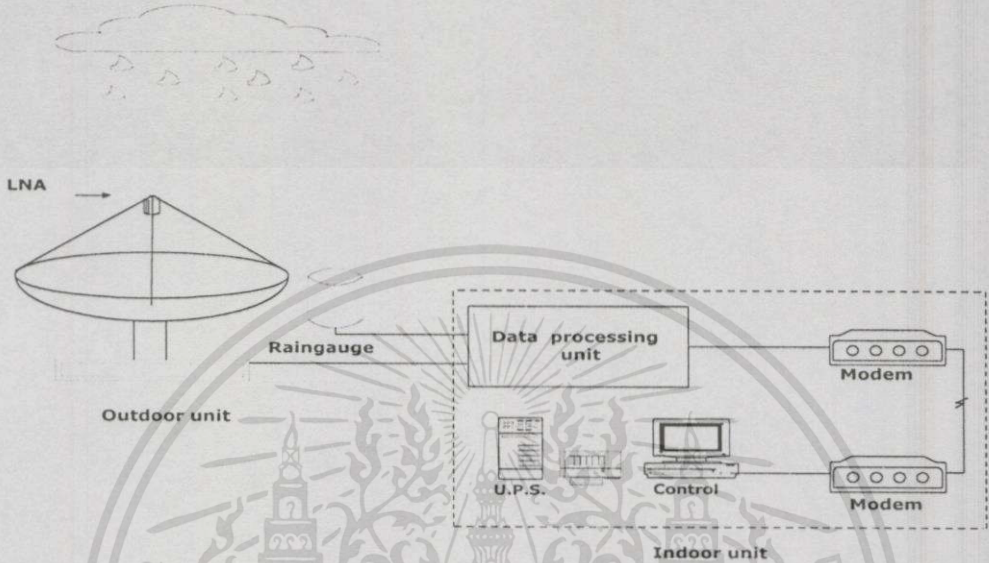 LNA
Raingauge
Data processing
unit
Modem
Outdoor unit
U.P.S.
Control
Modem
Indoor unit